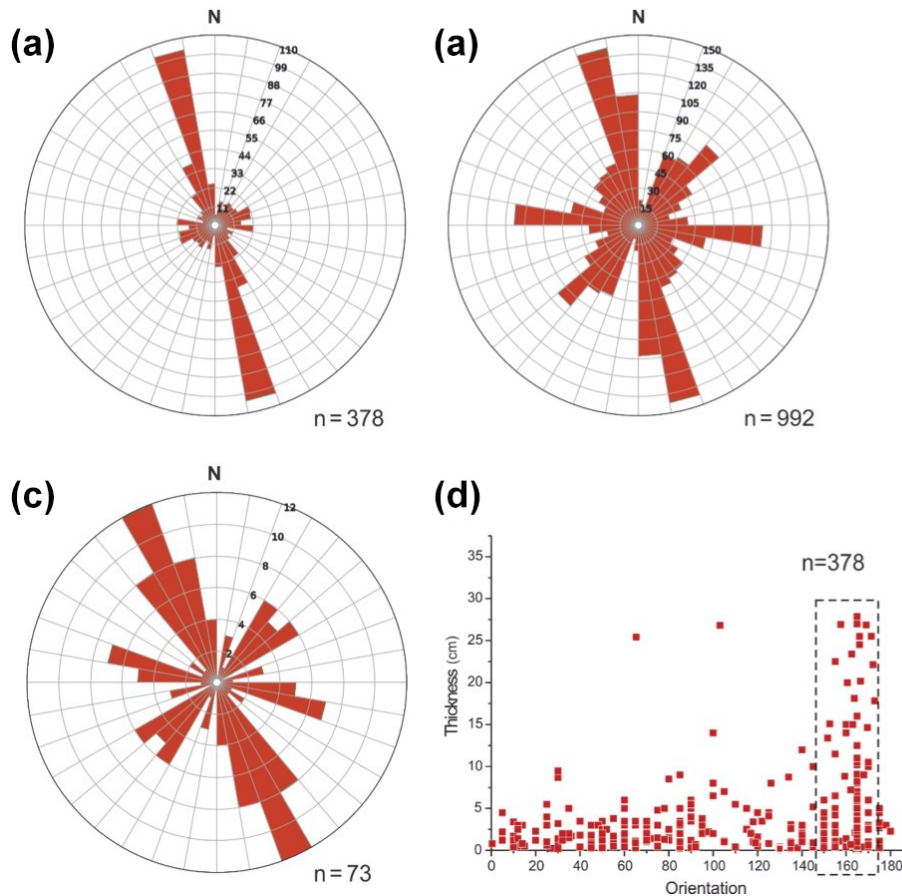 (a)
N
110
99
88
77
66
55
44
33
22
11
n = 378
(a)
N
150
135
120
105
90
75
60
45
30
15
n = 992
(c)
N
12
10
8
6
4
2
n = 73
(d)
n=378
Thickness (cm)
35
30
25
20
15
10
5
0
0 20 40 60 80 100 120 140 160 180
Orientation